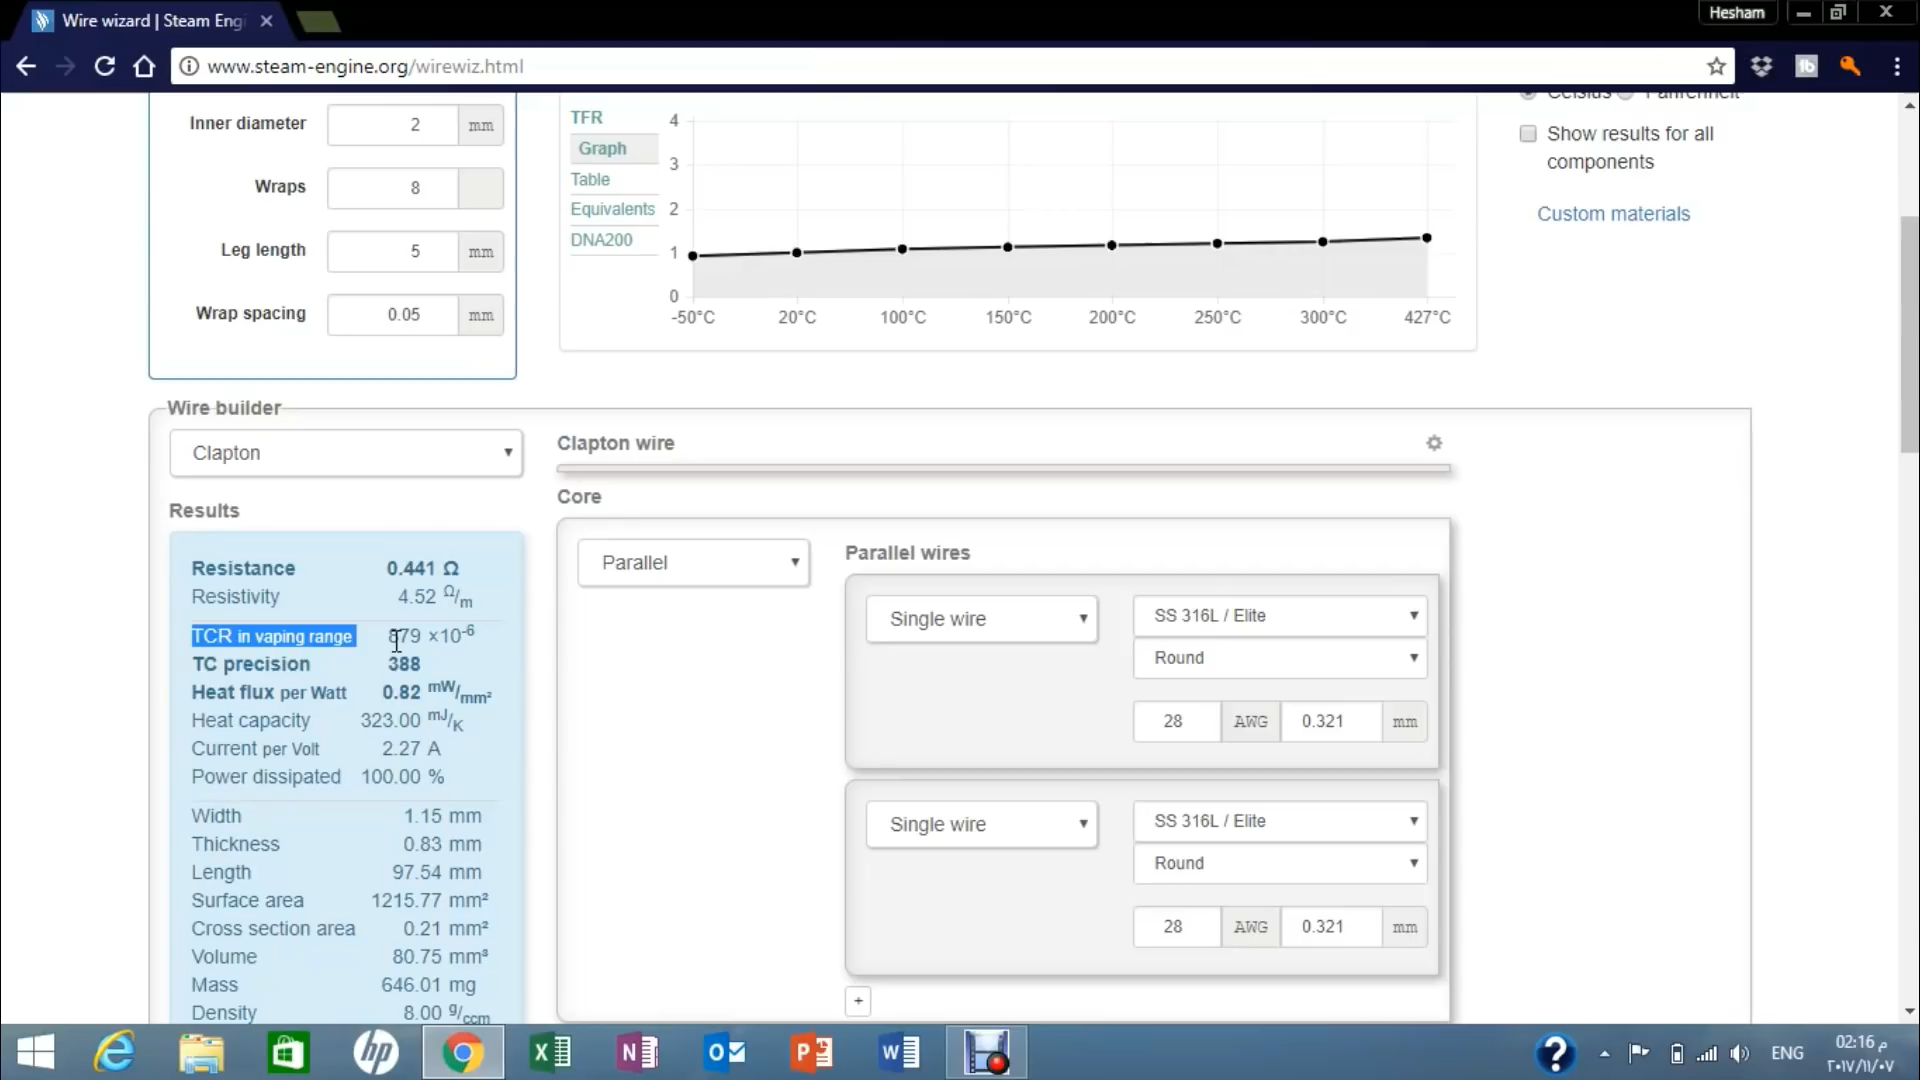 Wire wizard | Steam Engi
Hesham
www.steam-engine.org/wirewiz.html
Inner diameter 2 mm
Wraps 8
Leg length 5 mm
Wrap spacing 0.05 mm
TFR
Graph
Table
Equivalents
DNA200
4
3
2
1
0
-50°C 20°C 100°C 150°C 200°C 250°C 300°C 427°C
Celsius Fahrenheit
Show results for all
components
Custom materials
Wire builder
Clapton
Clapton wire
Core
Parallel
Parallel wires
Single wire
SS 316L / Elite
Round
28 AWG 0.321 mm
Single wire
SS 316L / Elite
Round
28 AWG 0.321 mm
+
Results
Resistance 0.441 Ω
Resistivity 4.52 Ω/m
TCR in vaping range 879 ×10⁻⁶
TC precision 388
Heat flux per Watt 0.82 mW/mm²
Heat capacity 323.00 mJ/K
Current per Volt 2.27 A
Power dissipated 100.00 %
Width 1.15 mm
Thickness 0.83 mm
Length 97.54 mm
Surface area 1215.77 mm²
Cross section area 0.21 mm²
Volume 80.75 mm³
Mass 646.01 mg
Density 8.00 g/ccm
ENG
02:16 م
٢٠١٧/١١/٠٧